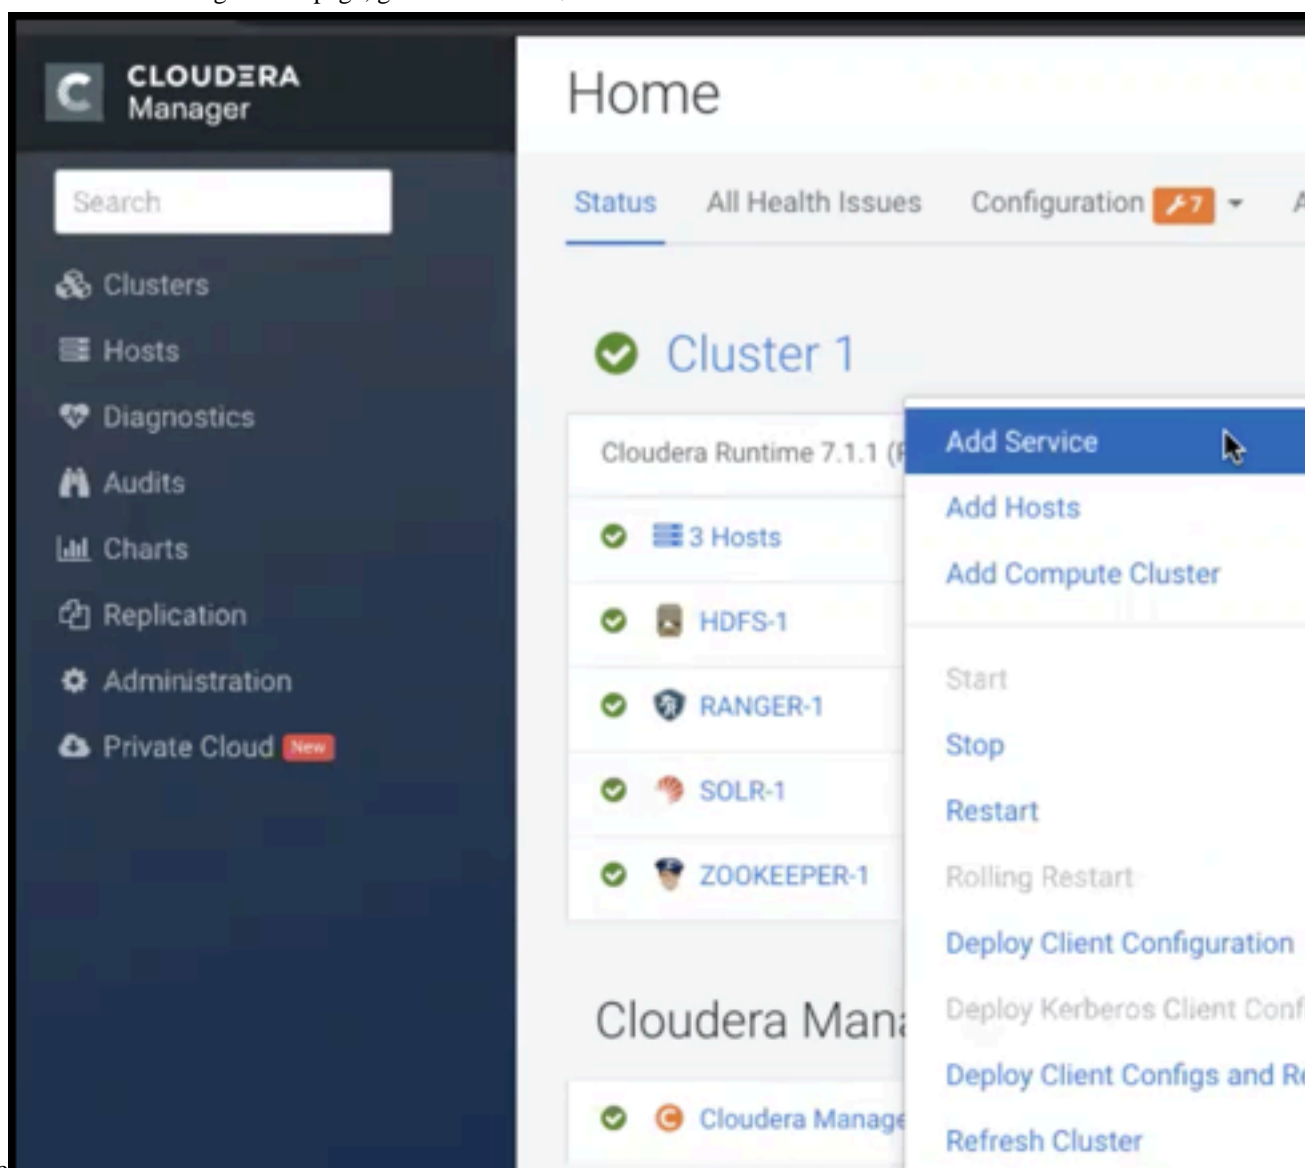 CLOUDERA
Manager
Search
Clusters
Hosts
Diagnostics
Audits
Charts
Replication
Administration
Private Cloud New
Home
Status All Health Issues Configuration 7
Cluster 1
Cloudera Runtime 7.1.1 (
3 Hosts
HDFS-1
RANGER-1
SOLR-1
ZOOKEEPER-1
Cloudera Mana
Cloudera Manage
Add Service
Add Hosts
Add Compute Cluster
Start
Stop
Restart
Rolling Restart
Deploy Client Configuration
Deploy Kerberos Client Conf
Deploy Client Configs and Re
Refresh Cluster